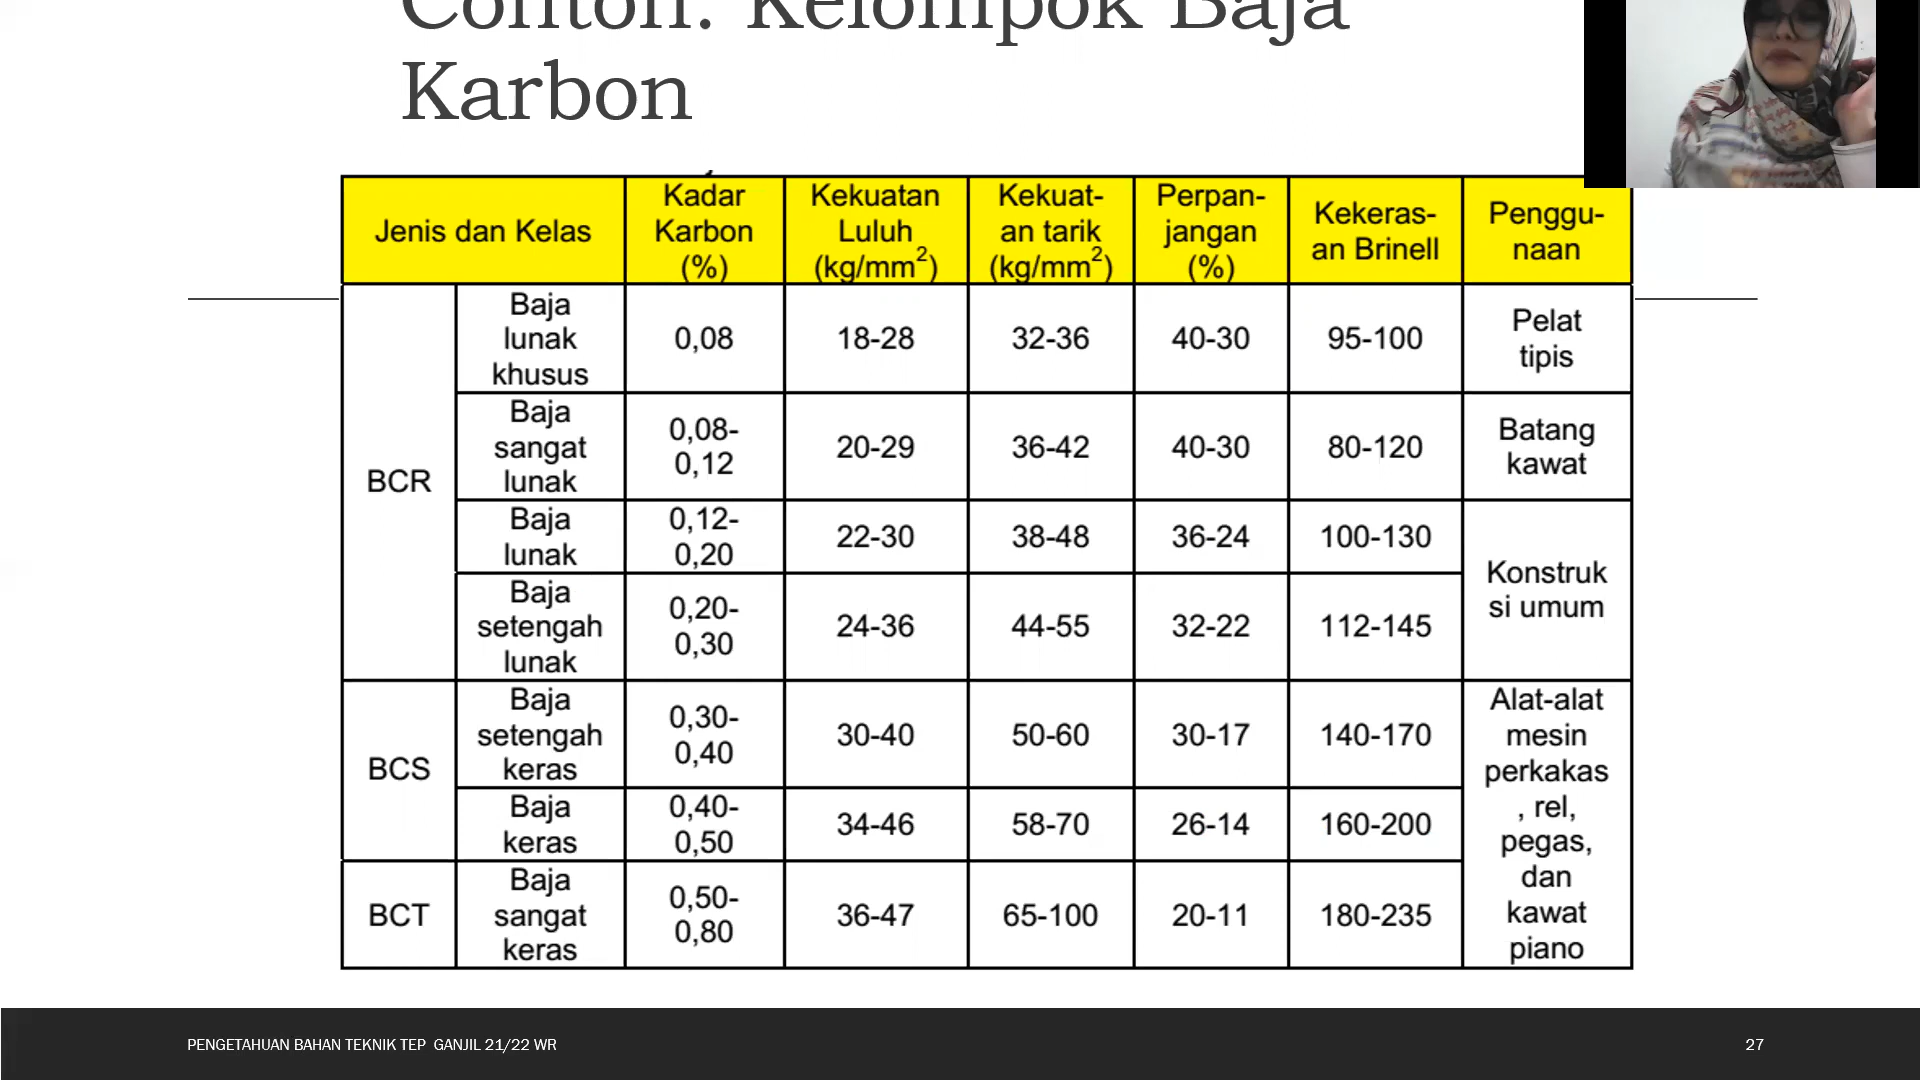 Contoh: Kelompok Baja
Karbon
Jenis dan Kelas
Kadar
Karbon
(%)
Kekuatan
Luluh
(kg/mm²)
Kekuat-
an tarik
(kg/mm²)
Perpan-
jangan
(%)
Kekeras-
an Brinell
Penggu-
naan
BCR
Baja
lunak
khusus
0,08
18-28
32-36
40-30
95-100
Pelat
tipis
Baja
sangat
lunak
0,08-
0,12
20-29
36-42
40-30
80-120
Batang
kawat
Baja
lunak
0,12-
0,20
22-30
38-48
36-24
100-130
Konstruk
si umum
Baja
setengah
lunak
0,20-
0,30
24-36
44-55
32-22
112-145
BCS
Baja
setengah
keras
0,30-
0,40
30-40
50-60
30-17
140-170
Alat-alat
mesin
perkakas
, rel,
pegas,
dan
kawat
piano
Baja
keras
0,40-
0,50
34-46
58-70
26-14
160-200
BCT
Baja
sangat
keras
0,50-
0,80
36-47
65-100
20-11
180-235
PENGETAHUAN BAHAN TEKNIK TEP GANJIL 21/22 WR
27